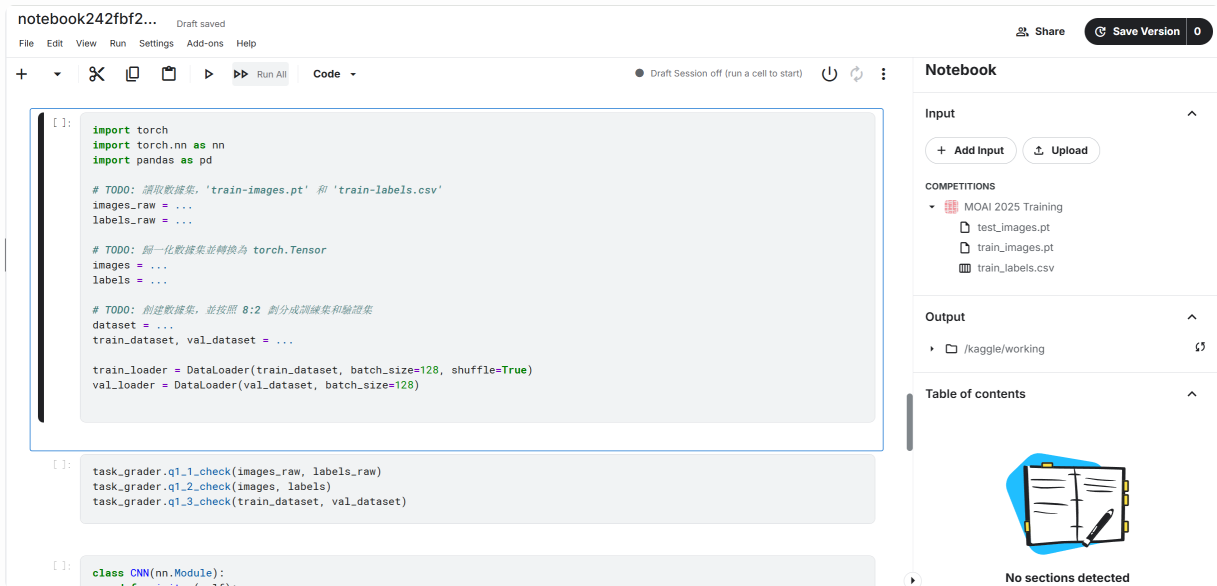 notebook242fbf2...
Draft saved
File Edit View Run Settings Add-ons Help
Share
Save Version 0
Run All
Code
Draft Session off (run a cell to start)
[ ]:
import torch
import torch.nn as nn
import pandas as pd
# TODO: 讀取數據集，'train-images.pt' 和 'train-labels.csv'
images_raw = ...
labels_raw = ...
# TODO: 歸一化數據集並轉換為 torch.Tensor
images = ...
labels = ...
# TODO: 創建數據集，並按照 8:2 劃分成訓練集和驗證集
dataset = ...
train_dataset, val_dataset = ...
train_loader = DataLoader(train_dataset, batch_size=128, shuffle=True)
val_loader = DataLoader(val_dataset, batch_size=128)
[ ]:
task_grader.q1_1_check(images_raw, labels_raw)
task_grader.q1_2_check(images, labels)
task_grader.q1_3_check(train_dataset, val_dataset)
[ ]:
class CNN(nn.Module):
Notebook
Input
+ Add Input
Upload
COMPETITIONS
MOAI 2025 Training
test_images.pt
train_images.pt
train_labels.csv
Output
/kaggle/working
Table of contents
No sections detected